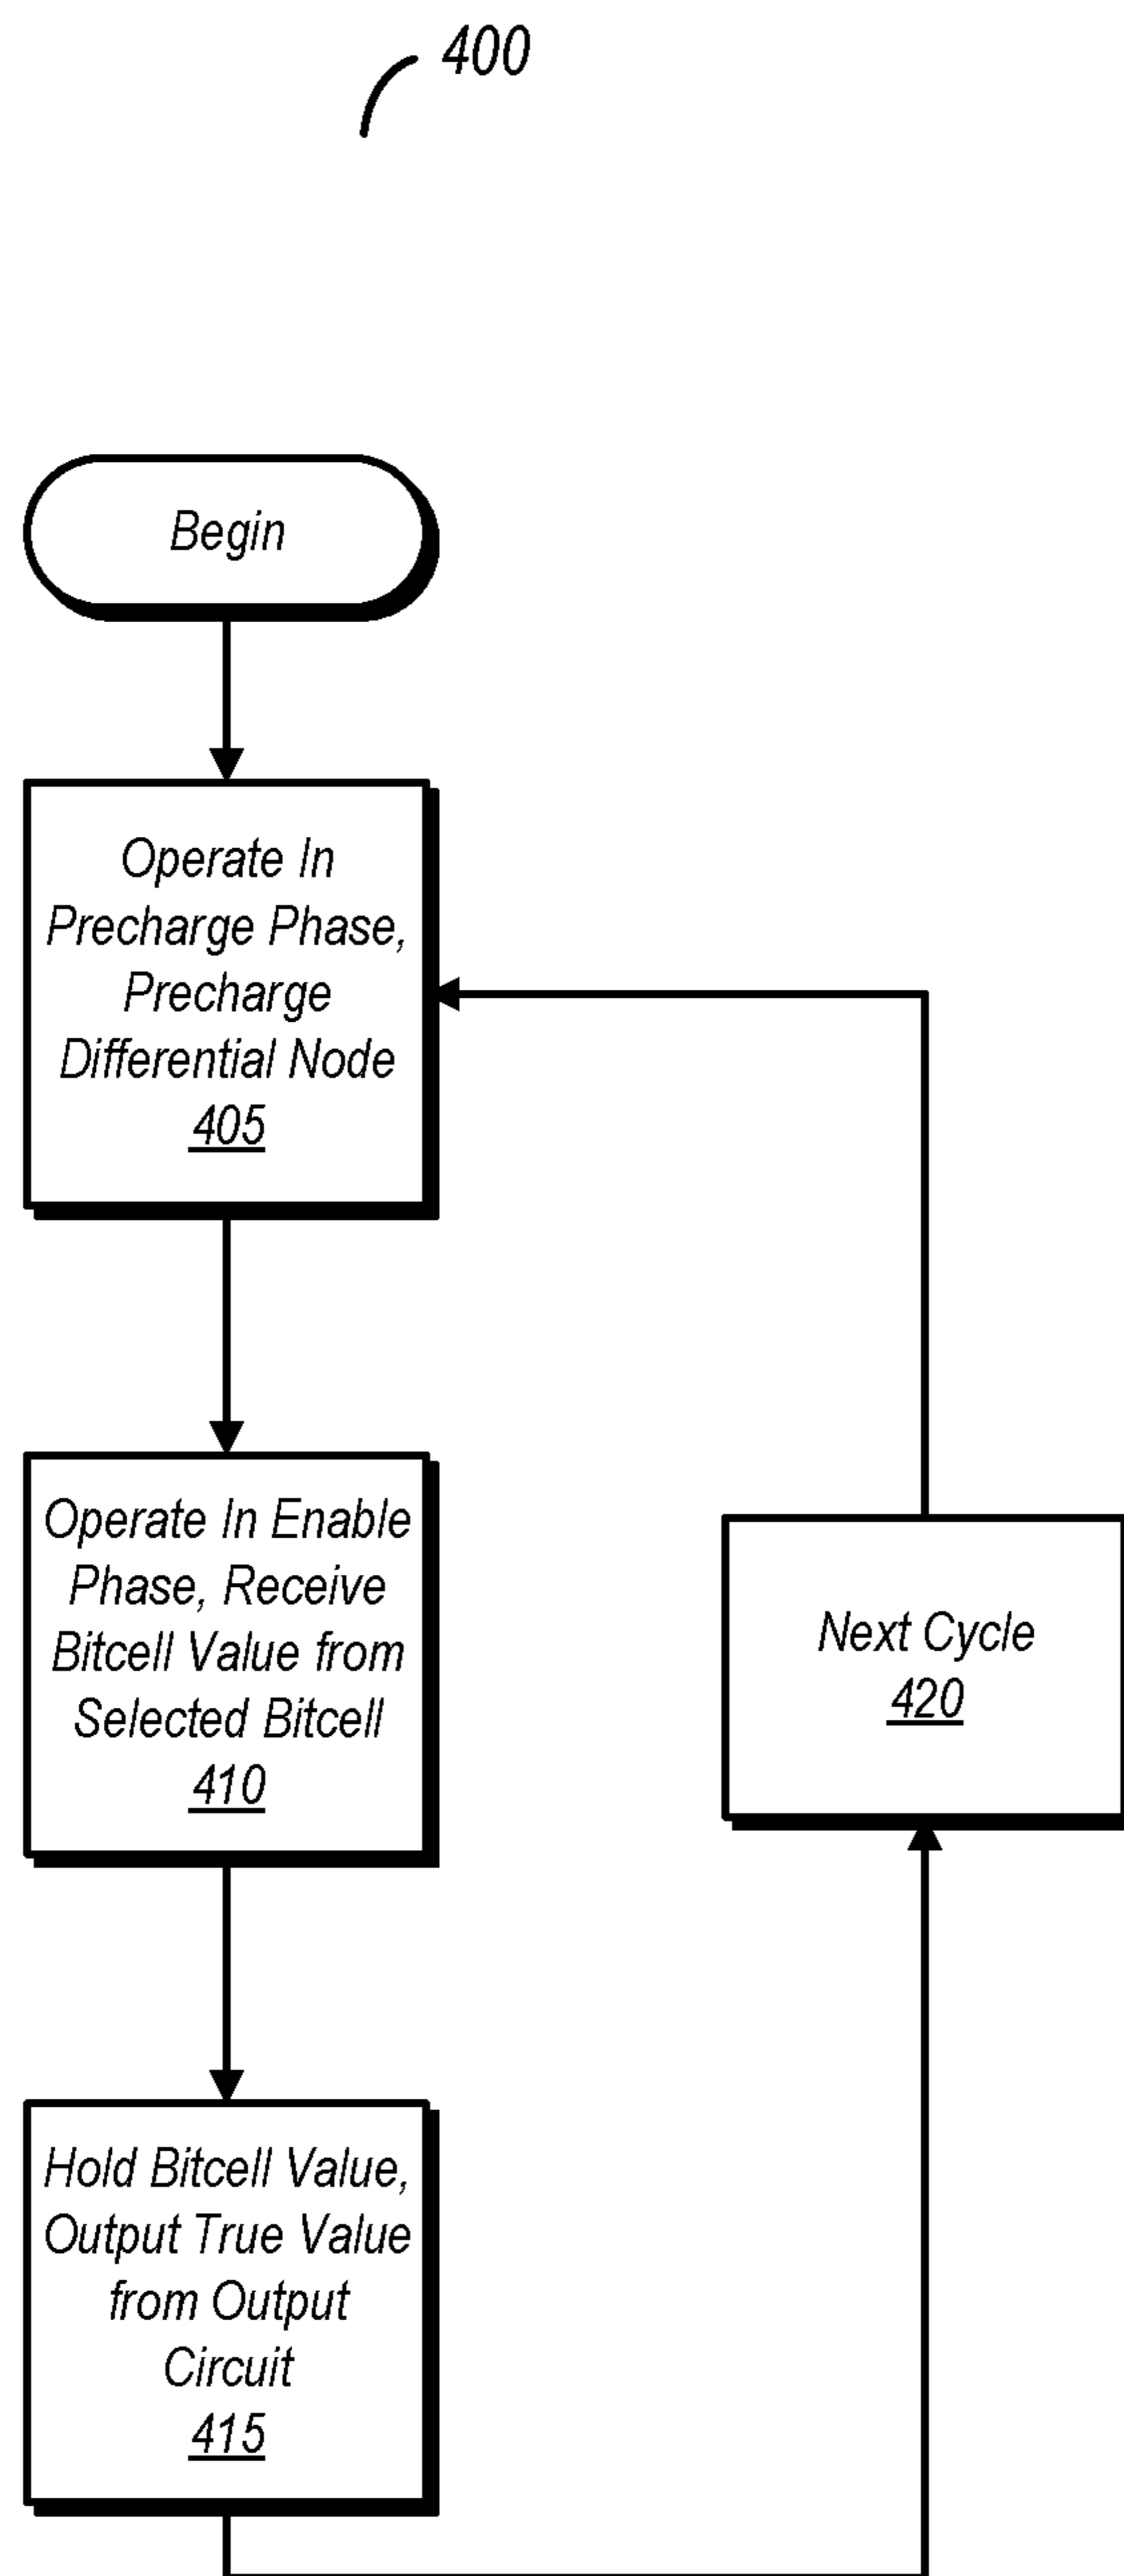 400
Begin
Operate In
Precharge Phase,
Precharge
Differential Node
405
Operate In Enable
Phase, Receive
Bitcell Value from
Selected Bitcell
410
Next Cycle
420
Hold Bitcell Value,
Output True Value
from Output
Circuit
415